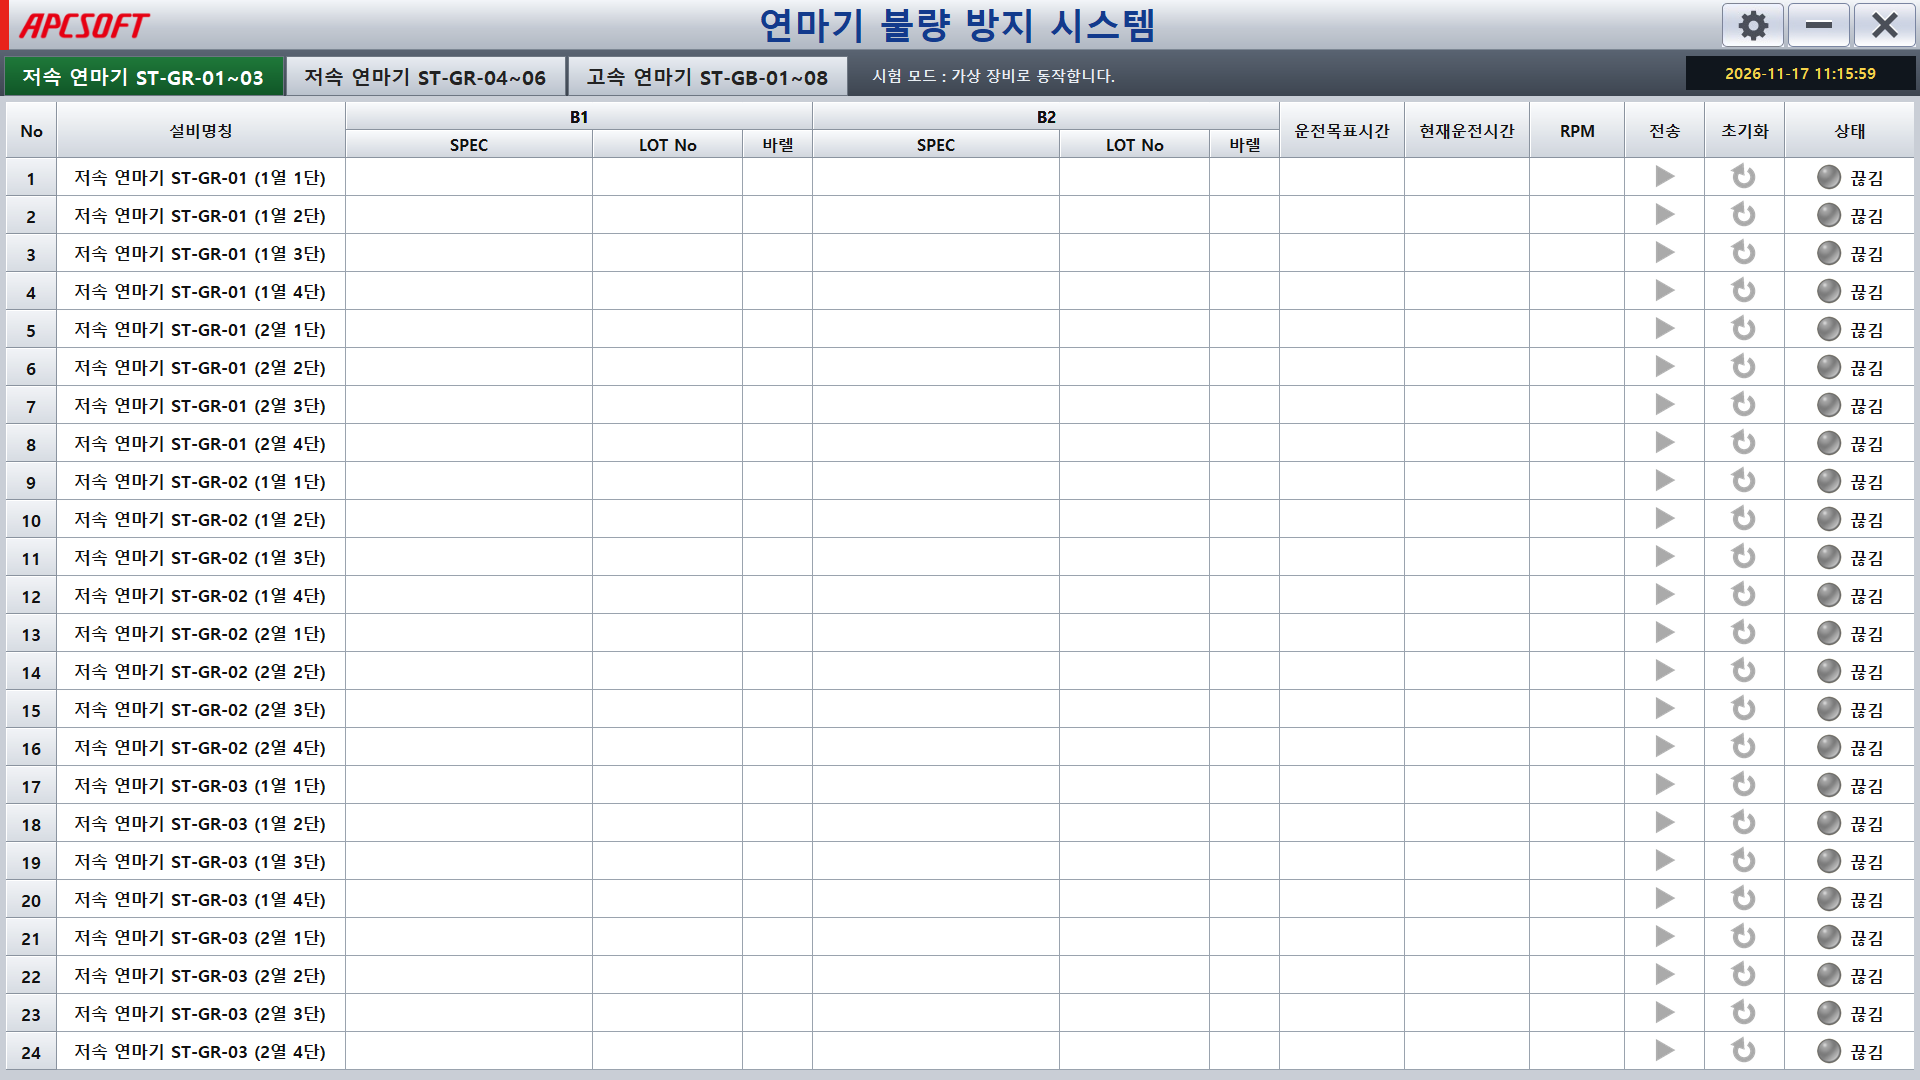 APCSOFT
연마기 불량 방지 시스템
저속 연마기 ST-GR-01~03 저속 연마기 ST-GR-04~06 고속 연마기 ST-GB-01~08 시험 모드 : 가상 장비로 동작합니다. 2026-11-17 11:15:59
No 설비명칭 B1 B2 운전목표시간 현재운전시간 RPM 전송 초기화 상태
SPEC LOT No 바렐 SPEC LOT No 바렐
1 저속 연마기 ST-GR-01 (1열 1단) 끊김
2 저속 연마기 ST-GR-01 (1열 2단) 끊김
3 저속 연마기 ST-GR-01 (1열 3단) 끊김
4 저속 연마기 ST-GR-01 (1열 4단) 끊김
5 저속 연마기 ST-GR-01 (2열 1단) 끊김
6 저속 연마기 ST-GR-01 (2열 2단) 끊김
7 저속 연마기 ST-GR-01 (2열 3단) 끊김
8 저속 연마기 ST-GR-01 (2열 4단) 끊김
9 저속 연마기 ST-GR-02 (1열 1단) 끊김
10 저속 연마기 ST-GR-02 (1열 2단) 끊김
11 저속 연마기 ST-GR-02 (1열 3단) 끊김
12 저속 연마기 ST-GR-02 (1열 4단) 끊김
13 저속 연마기 ST-GR-02 (2열 1단) 끊김
14 저속 연마기 ST-GR-02 (2열 2단) 끊김
15 저속 연마기 ST-GR-02 (2열 3단) 끊김
16 저속 연마기 ST-GR-02 (2열 4단) 끊김
17 저속 연마기 ST-GR-03 (1열 1단) 끊김
18 저속 연마기 ST-GR-03 (1열 2단) 끊김
19 저속 연마기 ST-GR-03 (1열 3단) 끊김
20 저속 연마기 ST-GR-03 (1열 4단) 끊김
21 저속 연마기 ST-GR-03 (2열 1단) 끊김
22 저속 연마기 ST-GR-03 (2열 2단) 끊김
23 저속 연마기 ST-GR-03 (2열 3단) 끊김
24 저속 연마기 ST-GR-03 (2열 4단) 끊김